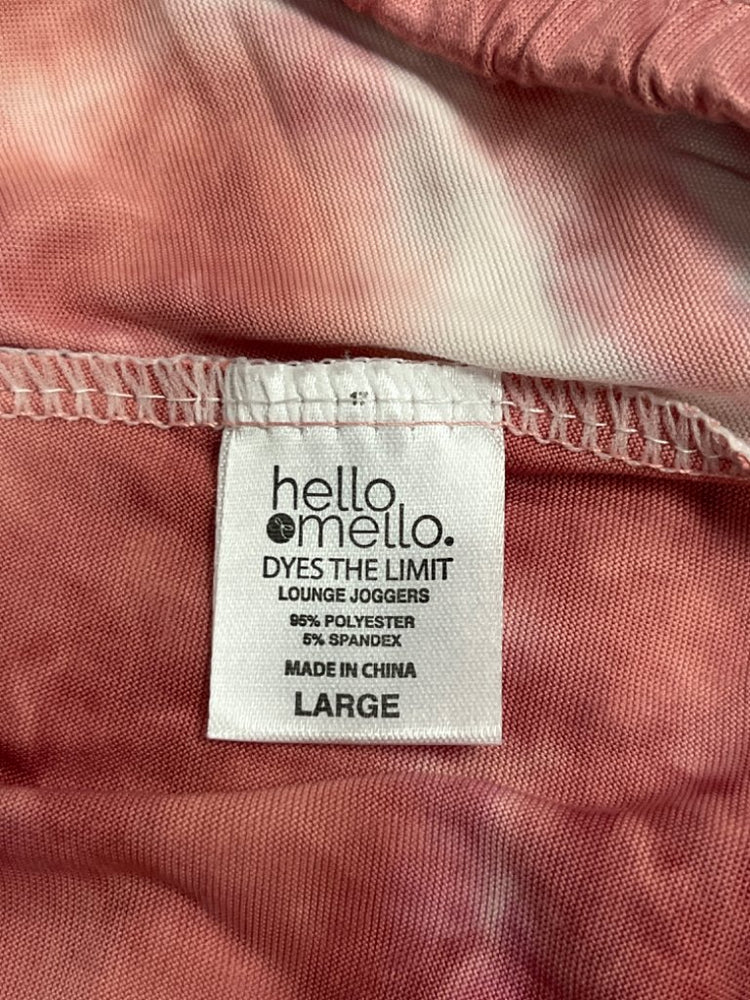 hello
mello.
DYES THE LIMIT
LOUNGE JOGGERS
95% POLYESTER
5% SPANDEX
MADE IN CHINA
LARGE